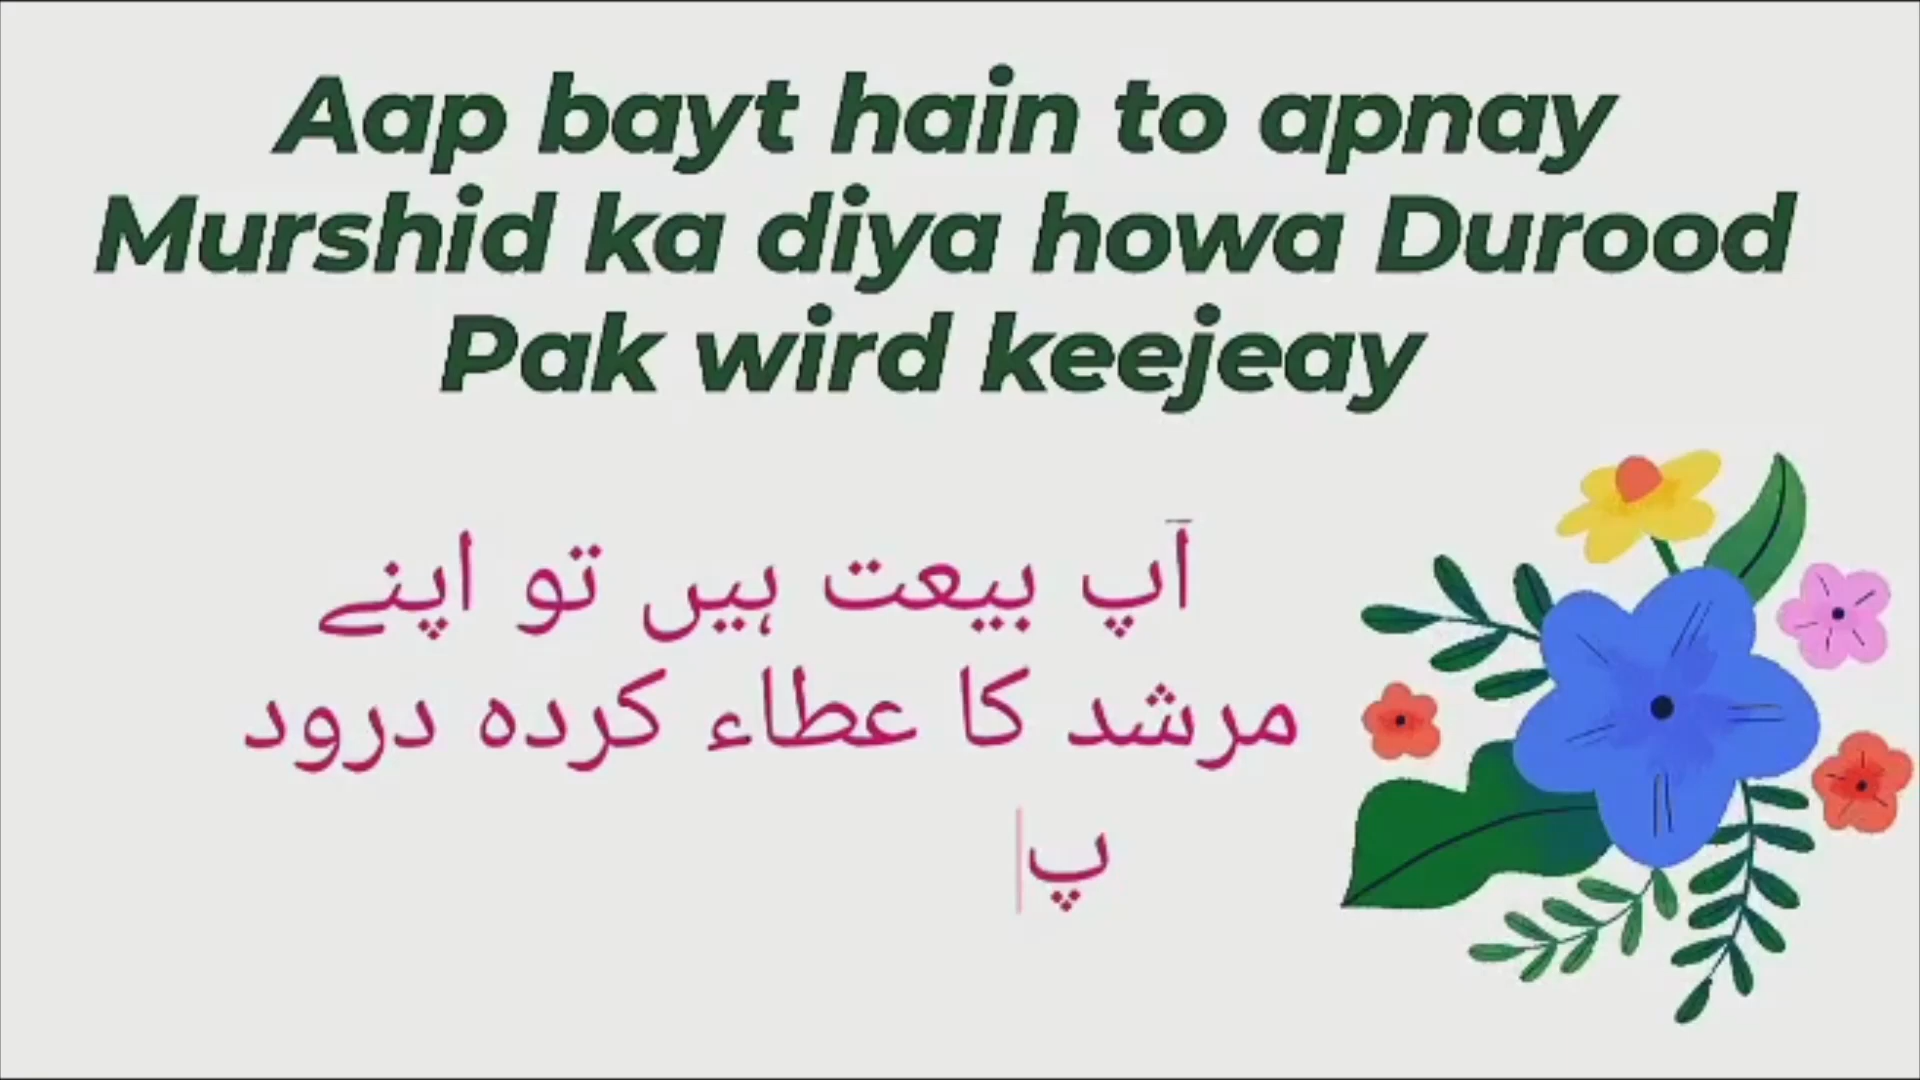 Aap bayt hain to apnay
Murshid ka diya howa Durood
Pak wird keejeay
آپ بیعت ہیں تو اپنے
مرشد کا عطاء کردہ درود
پ